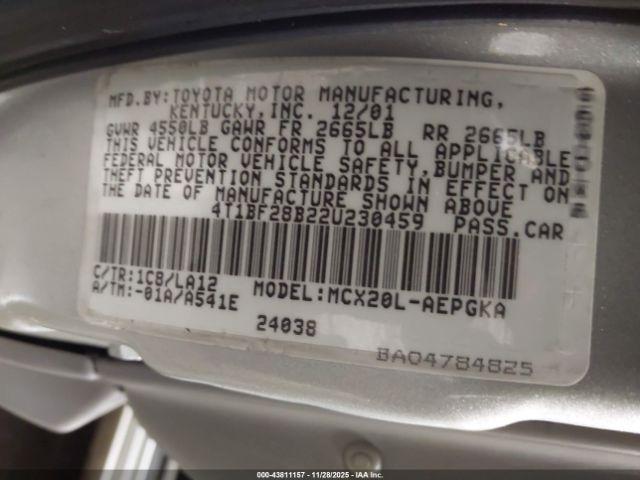 MFD.BY:TOYOTA MOTOR MANUFACTURING,
KENTUCKY,INC. 12/01
GVWR 4550LB GAWR FR 2665LB RR 2665LB
THIS VEHICLE CONFORMS TO ALL APPLICABLE
FEDERAL MOTOR VEHICLE SAFETY,BUMPER AND
THEFT PREVENTION STANDARDS IN EFFECT ON
THE DATE OF MANUFACTURE SHOWN ABOVE
4T1BF28B22U230459 PASS.CAR
C/TR:1C8/LA12 MODEL:MCX20L-AEPGKA
A/TM:-01A/A541E
24038
BA04784825
000-43811157 | 11/28/2025 | IAAI INC.